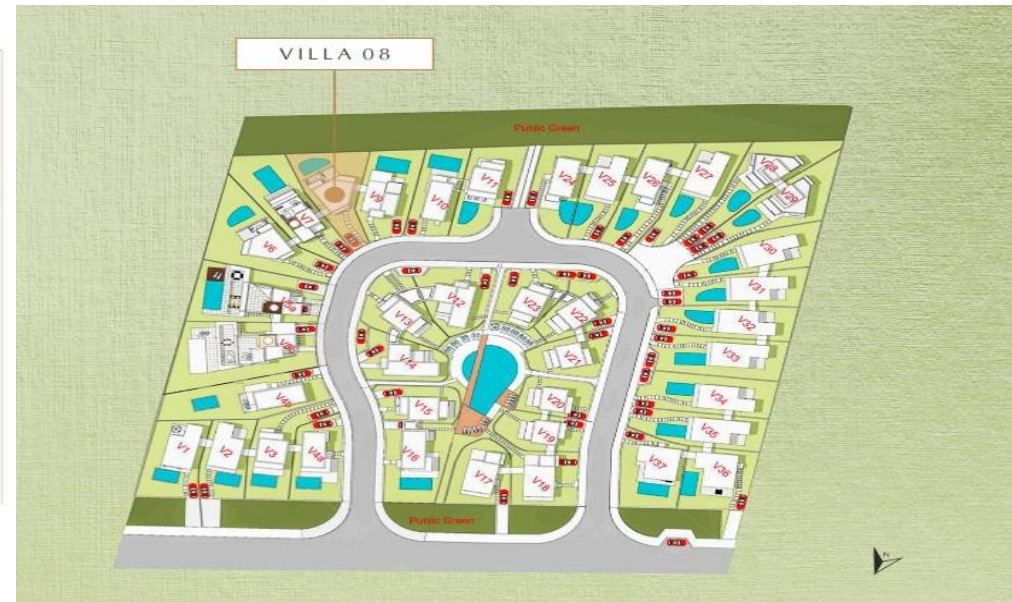 VILLA 08
Public Green
V7
V9
V10
V11
V24
V25
V26
V27
V28
V29
V6
V30
V5a
V12
V23
V31
V13
V22
V32
V14
V21
V33
V15
V20
V34
V1
V2
V3
V16
V19
V35
V17
V18
V37
V36
Public Green
N